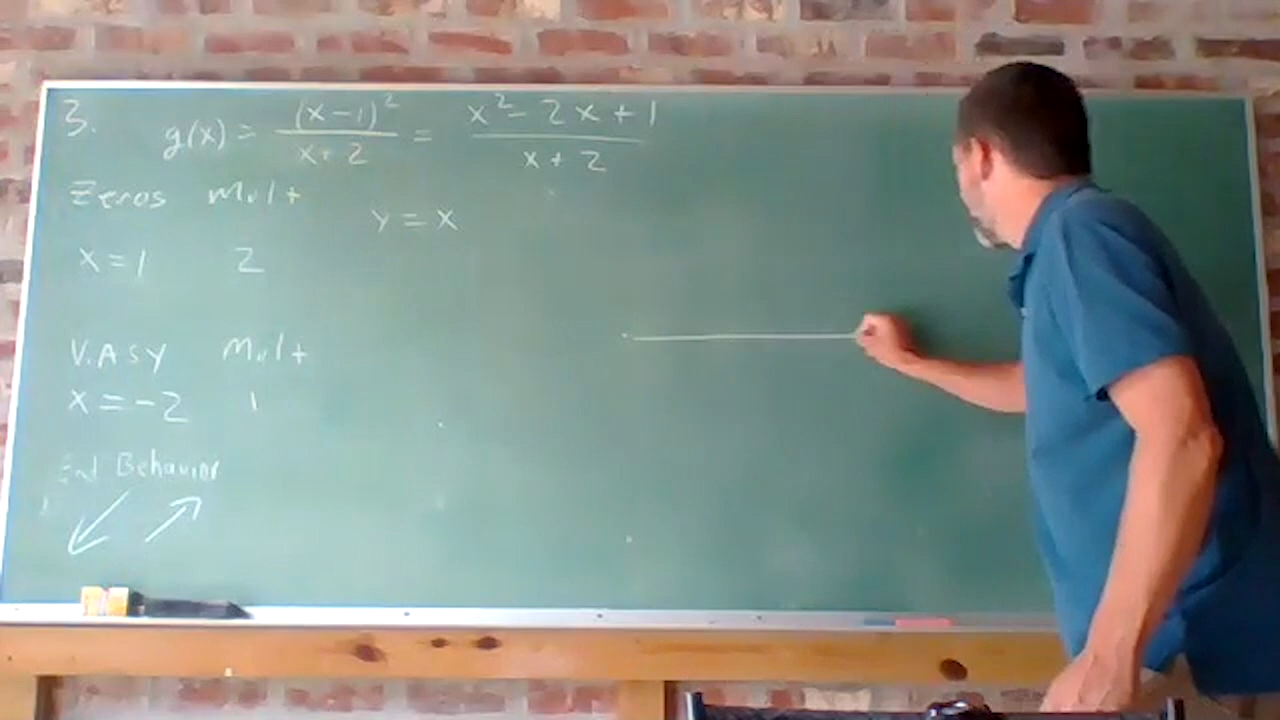 3. g(x) = (x-1)²/(x+2) = (x²-2x+1)/(x+2)
Zeros Mult
y = x
x=1 2
V.Asy Mult
x=-2 1
End Behavior